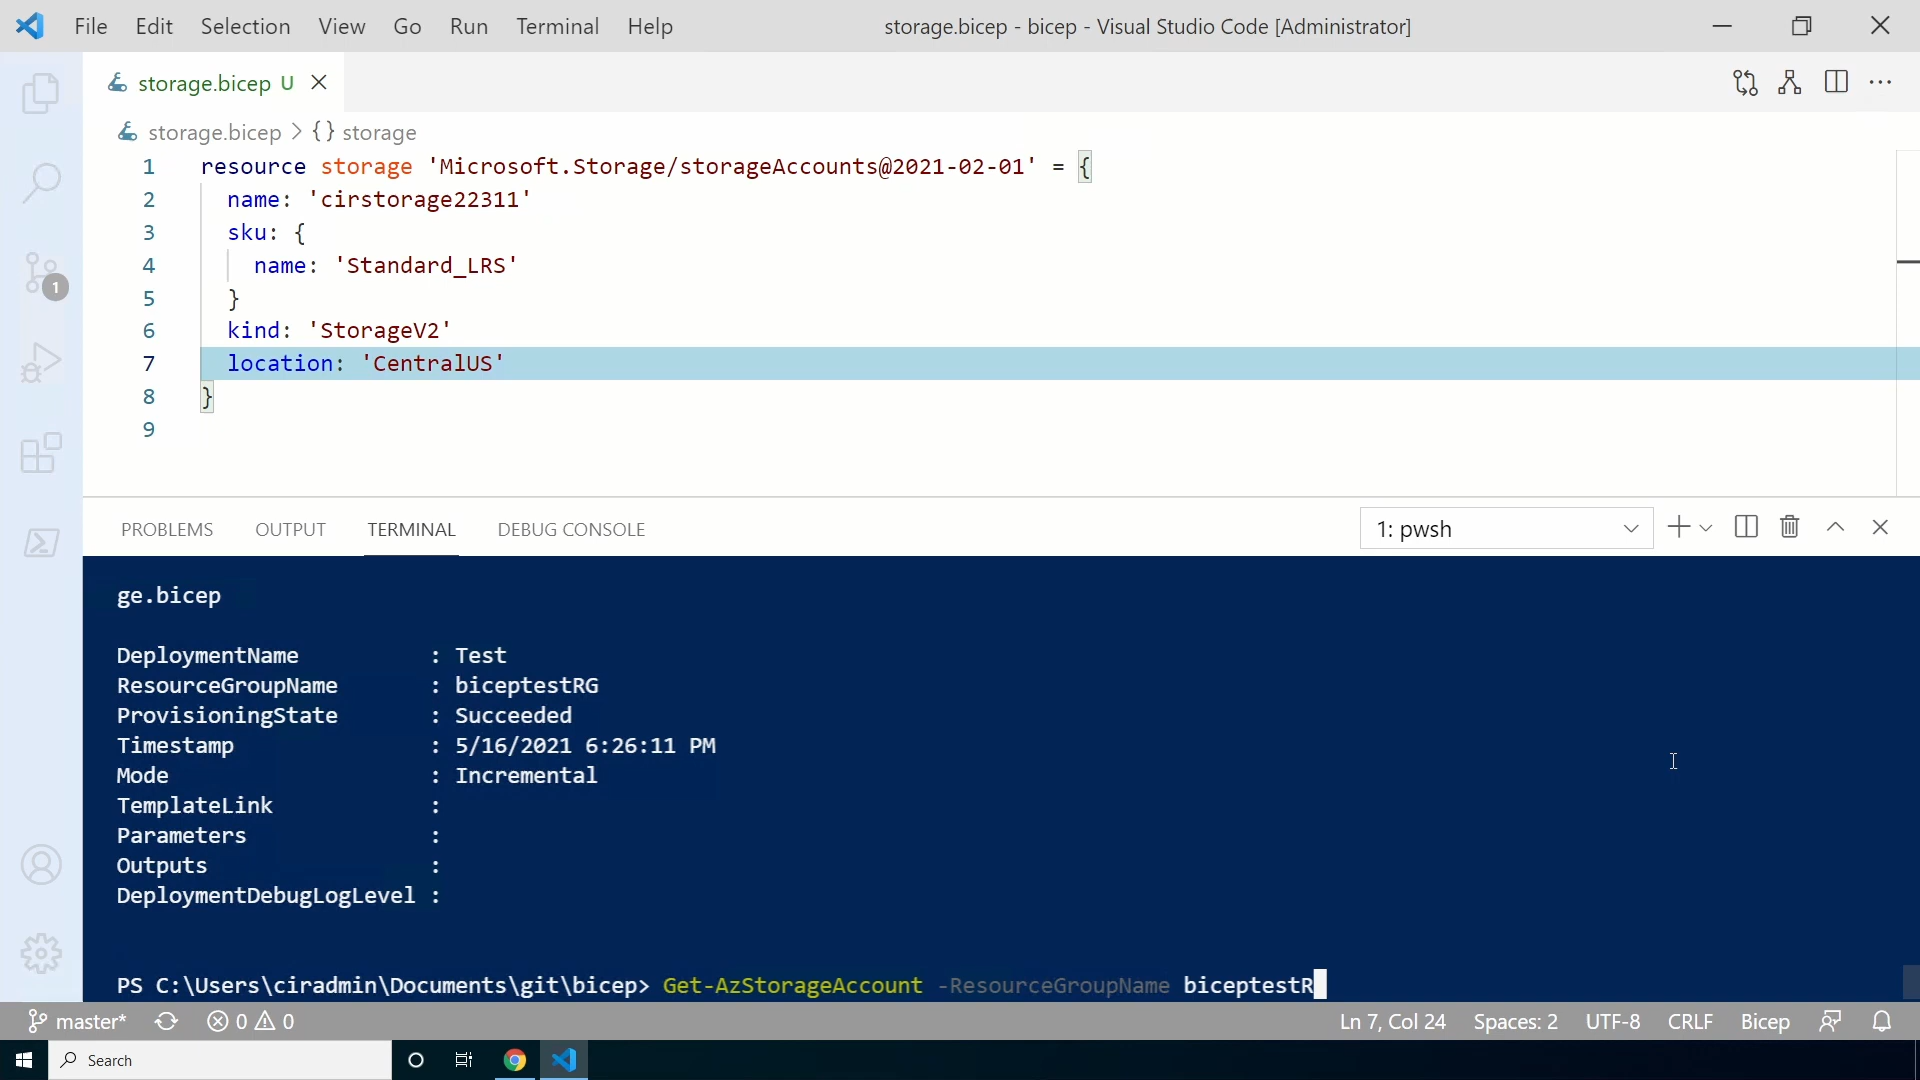 File Edit Selection View Go Run Terminal Help storage.bicep - bicep - Visual Studio Code [Administrator]
storage.bicep U
storage.bicep > {} storage
1 resource storage 'Microsoft.Storage/storageAccounts@2021-02-01' = {
2 name: 'cirstorage22311'
3 sku: {
4 name: 'Standard_LRS'
5 }
6 kind: 'StorageV2'
7 location: 'CentralUS'
8 }
9
1
PROBLEMS OUTPUT TERMINAL DEBUG CONSOLE 1: pwsh
ge.bicep
DeploymentName : Test
ResourceGroupName : biceptestRG
ProvisioningState : Succeeded
Timestamp : 5/16/2021 6:26:11 PM
Mode : Incremental
TemplateLink :
Parameters :
Outputs :
DeploymentDebugLogLevel :
PS C:\Users\ciradmin\Documents\git\bicep> Get-AzStorageAccount -ResourceGroupName biceptestR
master* 0 0 Ln 7, Col 24 Spaces: 2 UTF-8 CRLF Bicep
Search